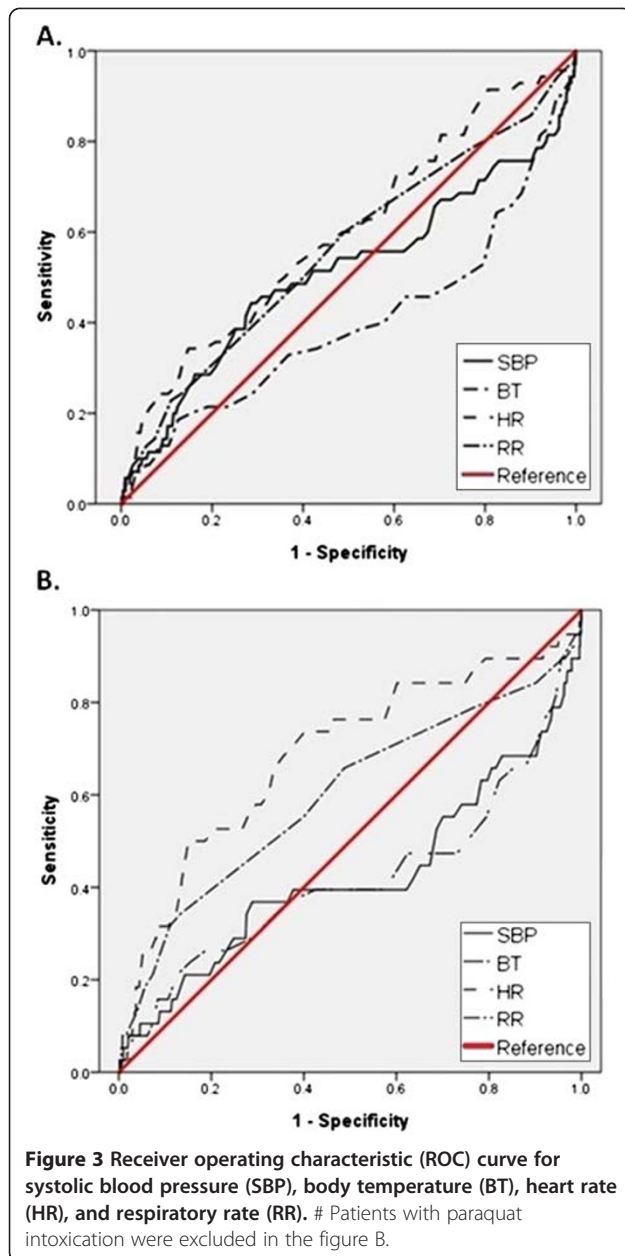 A.
1.0
0.8
0.6
0.4
0.2
0.0
Sensitivity
SBP
BT
HR
RR
Reference
0.0 0.2 0.4 0.6 0.8 1.0
1 - Specificity
B.
1.0
0.8
0.6
0.4
0.2
0.0
Sensiticity
SBP
BT
HR
RR
Reference
0.0 0.2 0.4 0.6 0.8 1.0
1 - Specificity
Figure 3 Receiver operating characteristic (ROC) curve for
systolic blood pressure (SBP), body temperature (BT), heart rate
(HR), and respiratory rate (RR). # Patients with paraquat
intoxication were excluded in the figure B.